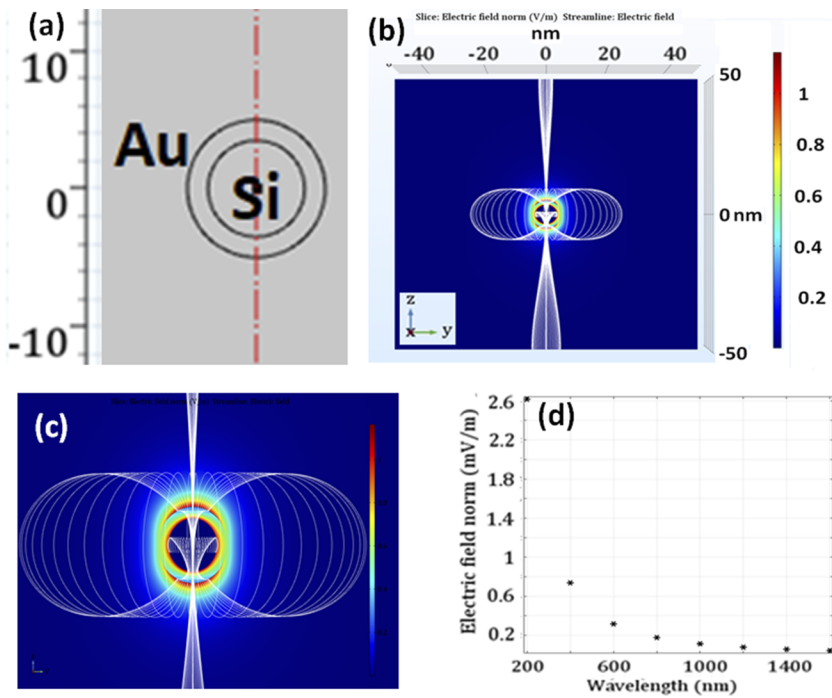 (a)
10
0
-10
Au
Si
(b)
Slice: Electric field norm (V/m) Streamline: Electric field
nm
-40 -20 0 20 40
50
0 nm
-50
1
0.8
0.6
0.4
0.2
z
x y
(c)
(d)
Electric field norm (mV/m)
2.6
2.2
1.8
1.4
1
0.6
0.2
200 600 1000 1400
Wavelength (nm)